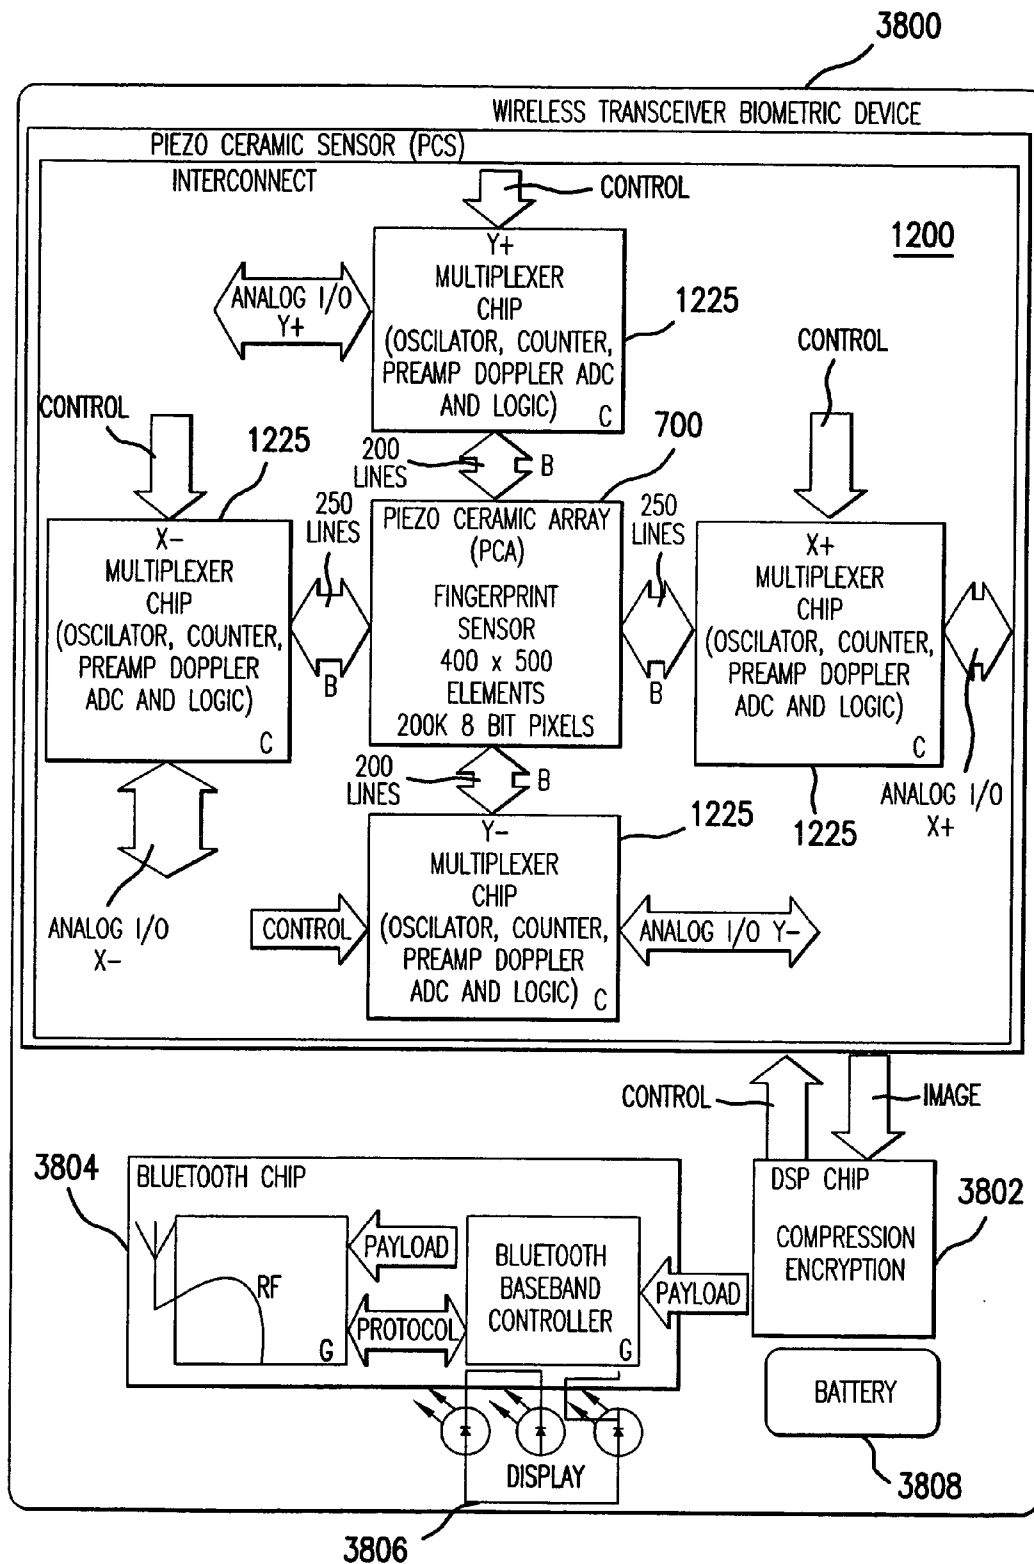 3800
WIRELESS TRANSCEIVER BIOMETRIC DEVICE
PIEZO CERAMIC SENSOR (PCS)
INTERCONNECT
CONTROL
1200
Y+
MULTIPLEXER
CHIP
(OSCILATOR, COUNTER,
PREAMP DOPPLER ADC
AND LOGIC)
C
ANALOG I/O
Y+
1225
CONTROL
CONTROL
1225
200
LINES
B
700
X-
MULTIPLEXER
CHIP
(OSCILATOR, COUNTER,
PREAMP DOPPLER
ADC AND LOGIC)
C
250
LINES
B
PIEZO CERAMIC ARRAY
(PCA)
FINGERPRINT
SENSOR
400 x 500
ELEMENTS
200K 8 BIT PIXELS
250
LINES
B
X+
MULTIPLEXER
CHIP
(OSCILATOR, COUNTER,
PREAMP DOPPLER
ADC AND LOGIC)
C
1225
ANALOG I/O
X+
200
LINES
B
1225
ANALOG I/O
X-
CONTROL
Y-
MULTIPLEXER
CHIP
(OSCILATOR, COUNTER,
PREAMP DOPPLER
ADC AND LOGIC)
C
ANALOG I/O Y-
CONTROL
IMAGE
3804
BLUETOOTH CHIP
RF
G
PAYLOAD
PROTOCOL
BLUETOOTH
BASEBAND
CONTROLLER
G
PAYLOAD
DSP CHIP
COMPRESSION
ENCRYPTION
3802
BATTERY
3808
DISPLAY
3806